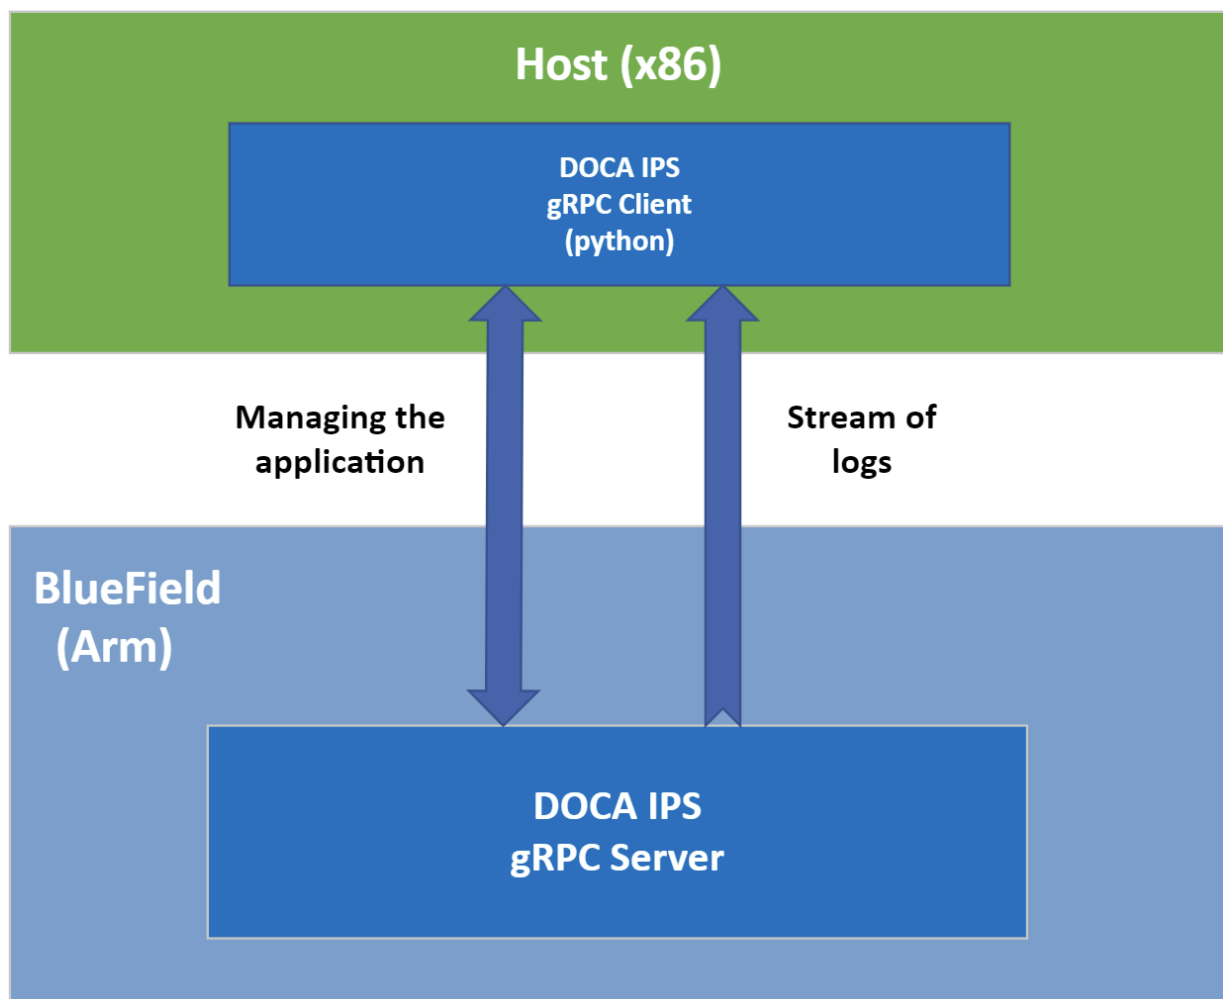 Host (x86)
DOCA IPS
gRPC Client
(python)
Managing the
application
Stream of
logs
BlueField
(Arm)
DOCA IPS
gRPC Server